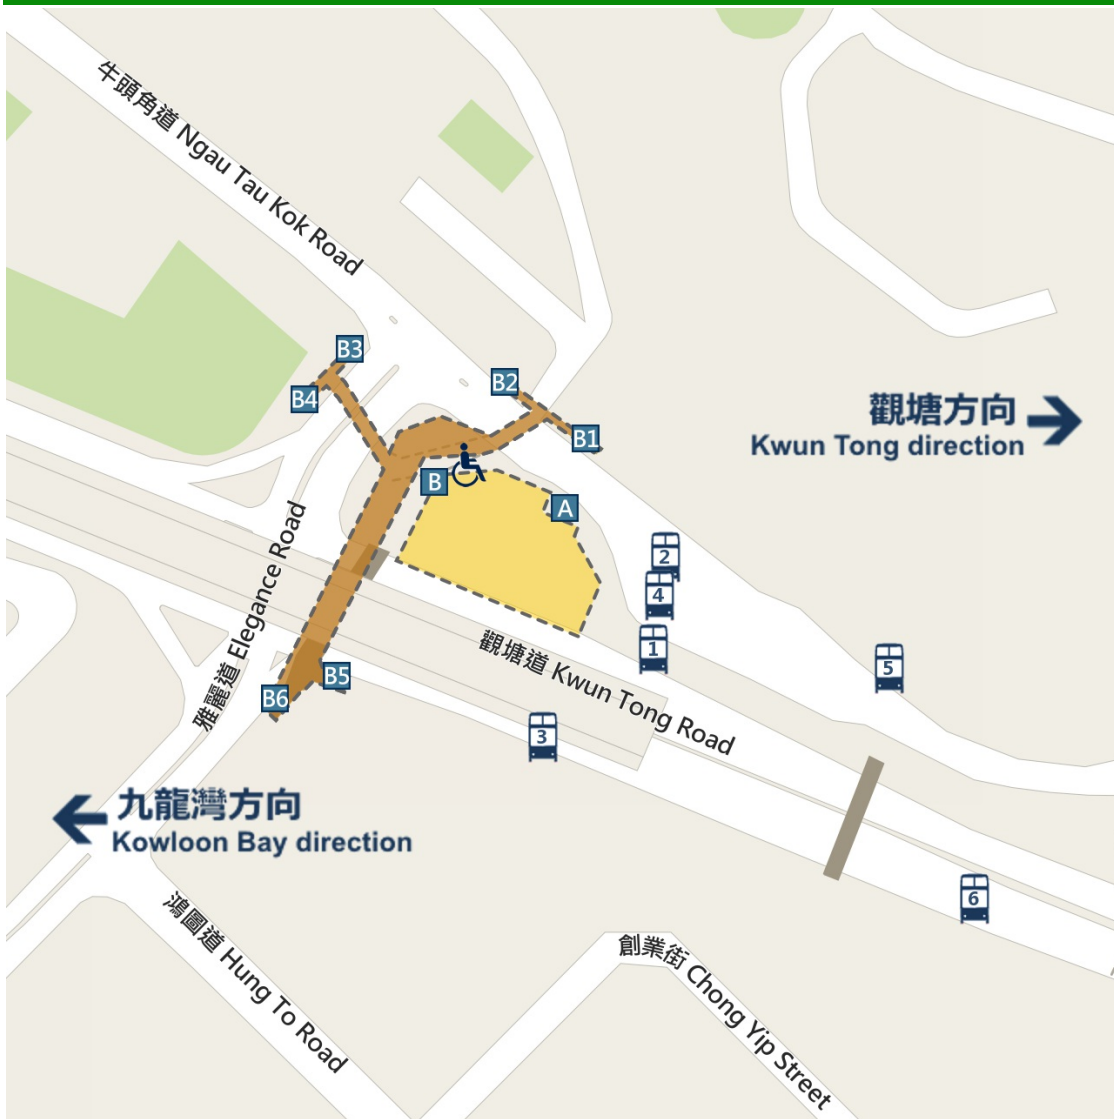 牛頭角道 Ngau Tau Kok Road
B3
B4
B2
B1
觀塘方向
Kwun Tong direction
B
A
雅麗道 Elegance Road
2
4
1
觀塘道 Kwun Tong Road
5
B5
B6
3
九龍灣方向
Kowloon Bay direction
6
鴻圖道 Hung To Road
創業街 Chong Yip Street